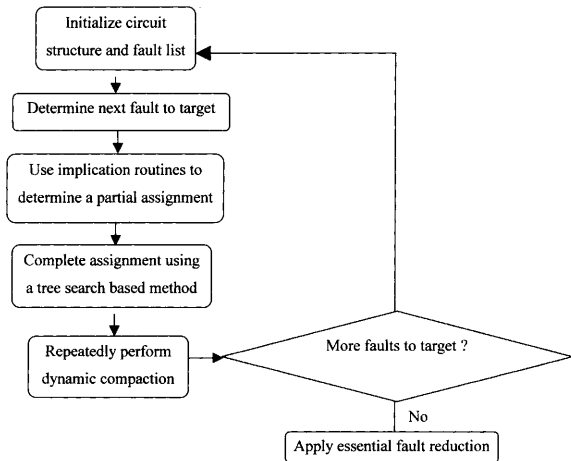 Initialize circuit
structure and fault list
Determine next fault to target
Use implication routines to
determine a partial assignment
Complete assignment using
a tree search based method
Repeatedly perform
dynamic compaction
More faults to target ?
No
Apply essential fault reduction